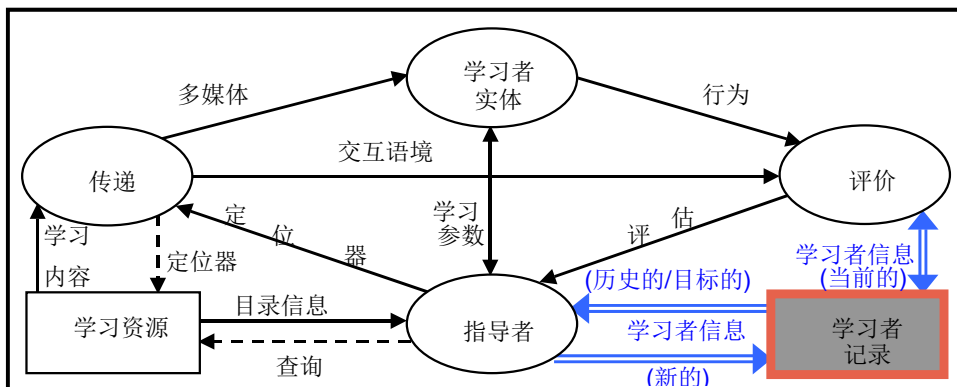 学习者
实体
多媒体
行为
交互语境
传递
评价
学习
参数
定位器
评估
学习
内容
定位器
学习者信息
(当前的)
(历史的/目标的)
目录信息
学习资源
指导者
学习者信息
学习者
记录
查询
(新的)